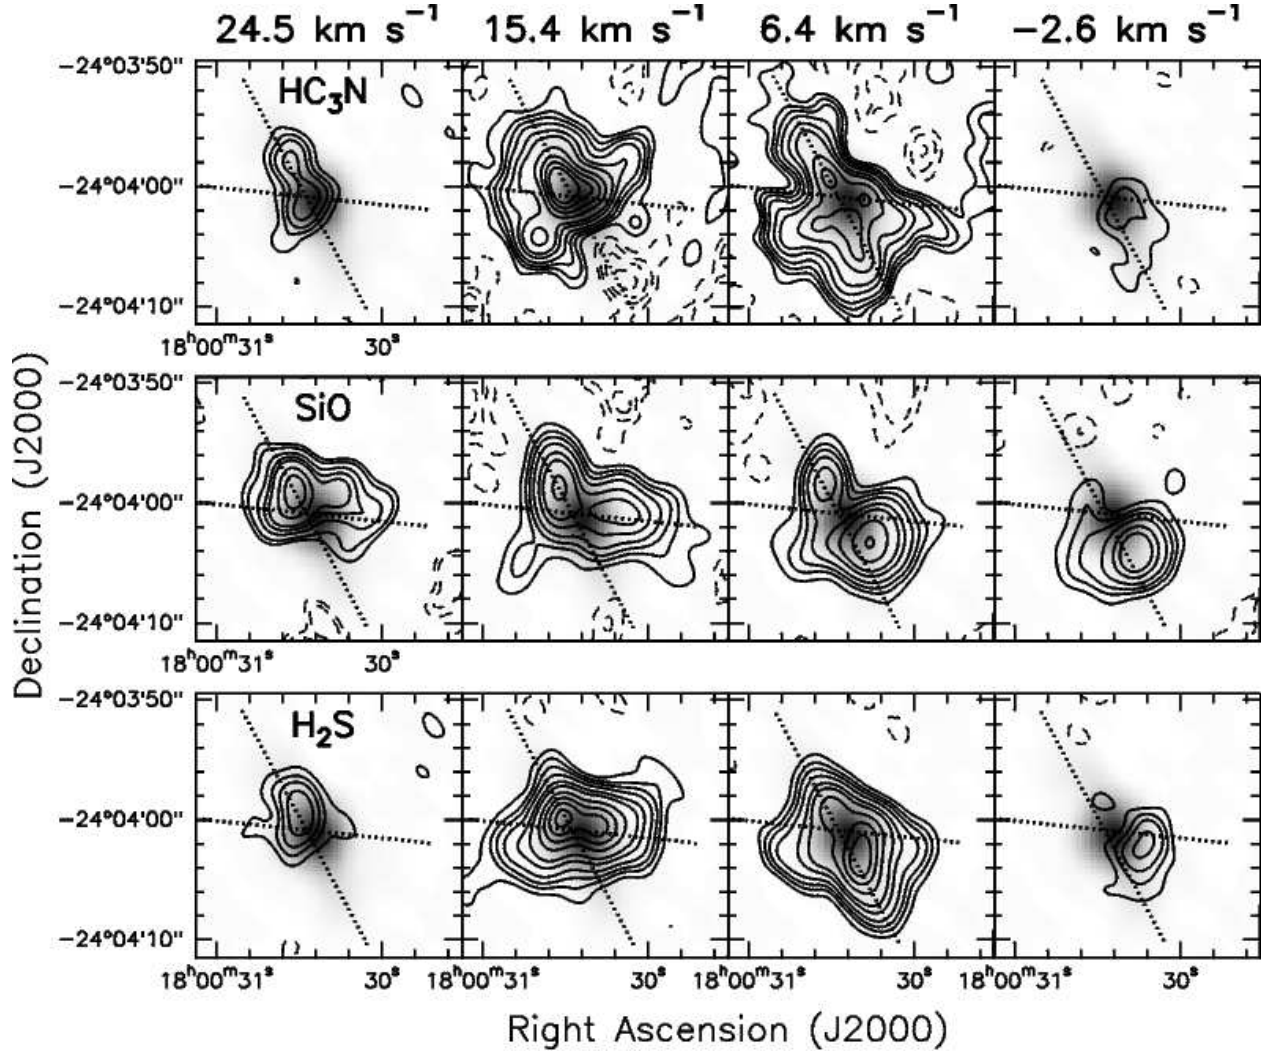 24.5 km s⁻¹ 15.4 km s⁻¹ 6.4 km s⁻¹ −2.6 km s⁻¹
−24°03'50"
HC₃N
−24°04'00"
−24°04'10"
18ʰ00ᵐ31ˢ 30ˢ
−24°03'50"
SiO
−24°04'00"
−24°04'10"
18ʰ00ᵐ31ˢ 30ˢ
−24°03'50"
H₂S
−24°04'00"
−24°04'10"
18ʰ00ᵐ31ˢ 30ˢ 18ʰ00ᵐ31ˢ 30ˢ 18ʰ00ᵐ31ˢ 30ˢ 18ʰ00ᵐ31ˢ 30ˢ
Declination (J2000)
Right Ascension (J2000)